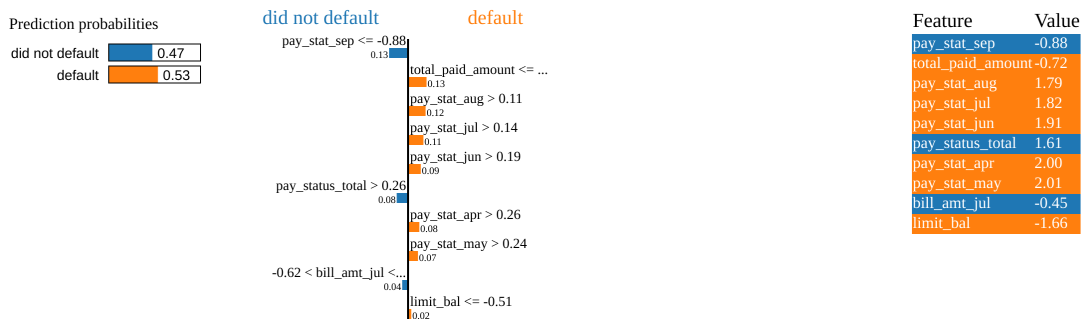 Prediction probabilities
did not default 0.47
default 0.53
did not default default
pay_stat_sep <= -0.88
0.13
total_paid_amount <= ...
0.13
pay_stat_aug > 0.11
0.12
pay_stat_jul > 0.14
0.11
pay_stat_jun > 0.19
0.09
pay_status_total > 0.26
0.08
pay_stat_apr > 0.26
0.08
pay_stat_may > 0.24
0.07
-0.62 < bill_amt_jul <...
0.04
limit_bal <= -0.51
0.02
Feature Value
pay_stat_sep -0.88
total_paid_amount -0.72
pay_stat_aug 1.79
pay_stat_jul 1.82
pay_stat_jun 1.91
pay_status_total 1.61
pay_stat_apr 2.00
pay_stat_may 2.01
bill_amt_jul -0.45
limit_bal -1.66